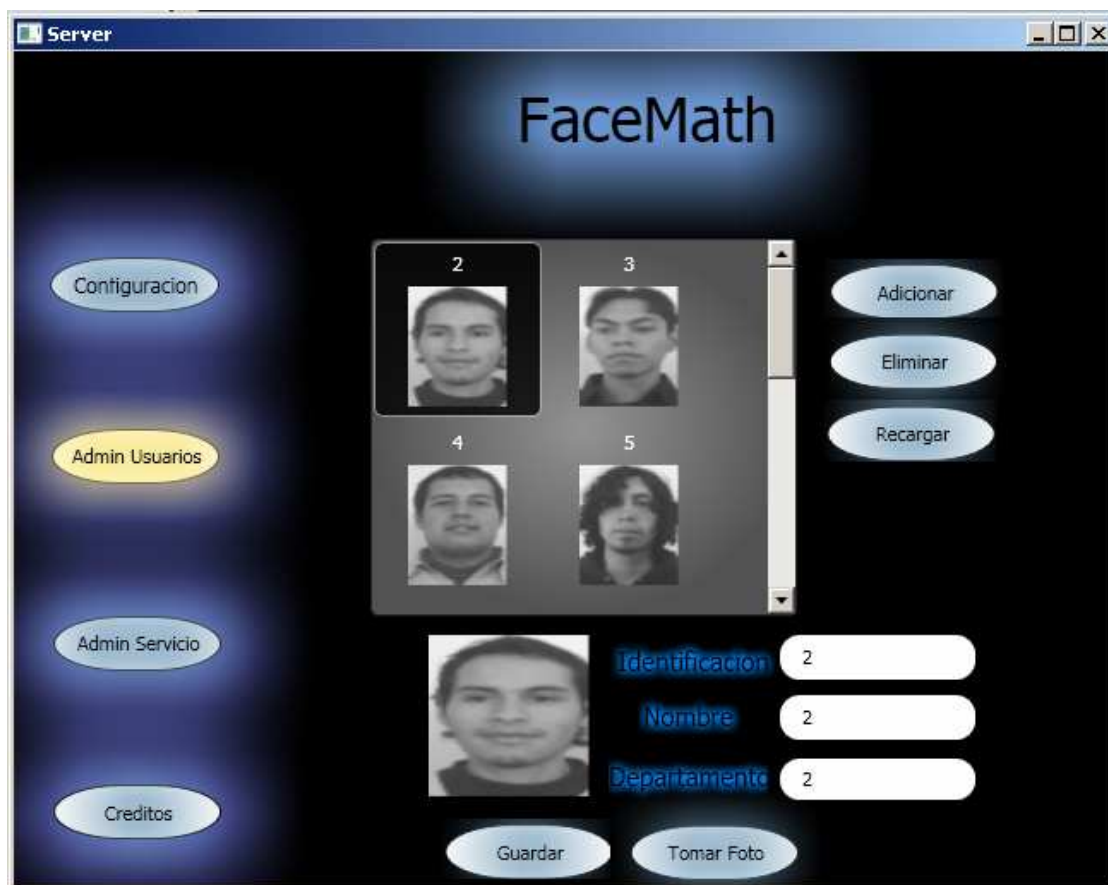 Server
FaceMath
Configuracion
Admin Usuarios
Admin Servicio
Creditos
2
3
4
5
Adicionar
Eliminar
Recargar
Identificacion
2
Nombre
2
Departamento
2
Guardar
Tomar Foto